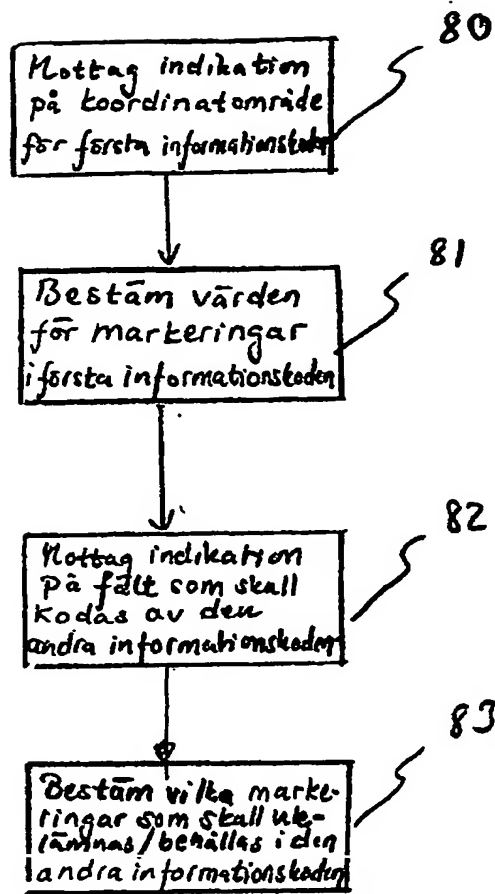 80
Mottag indikation
på koordinatområde
för första informationskoden
81
Bestäm värden
för markeringar
i första informationskoden
82
Mottag indikation
på fält som skall
kodas av den
andra informationskoden
83
Bestäm vilka marke-
ringar som skall ute-
lämnas/behållas i den
andra informationskoden